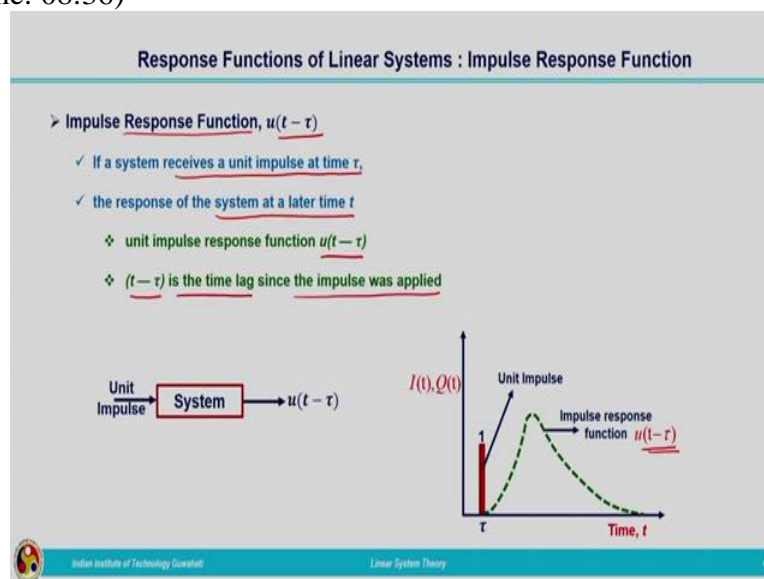 Response Functions of Linear Systems : Impulse Response Function
➢ Impulse Response Function, u(t − τ)
✓ If a system receives a unit impulse at time τ,
✓ the response of the system at a later time t
❖ unit impulse response function u(t — τ)
❖ (t — τ) is the time lag since the impulse was applied
Unit
Impulse
System
u(t − τ)
I(t),Q(t)
Unit Impulse
Impulse response
function u(t−τ)
1
τ
Time, t
Indian Institute of Technology Guwahati
Linear System Theory